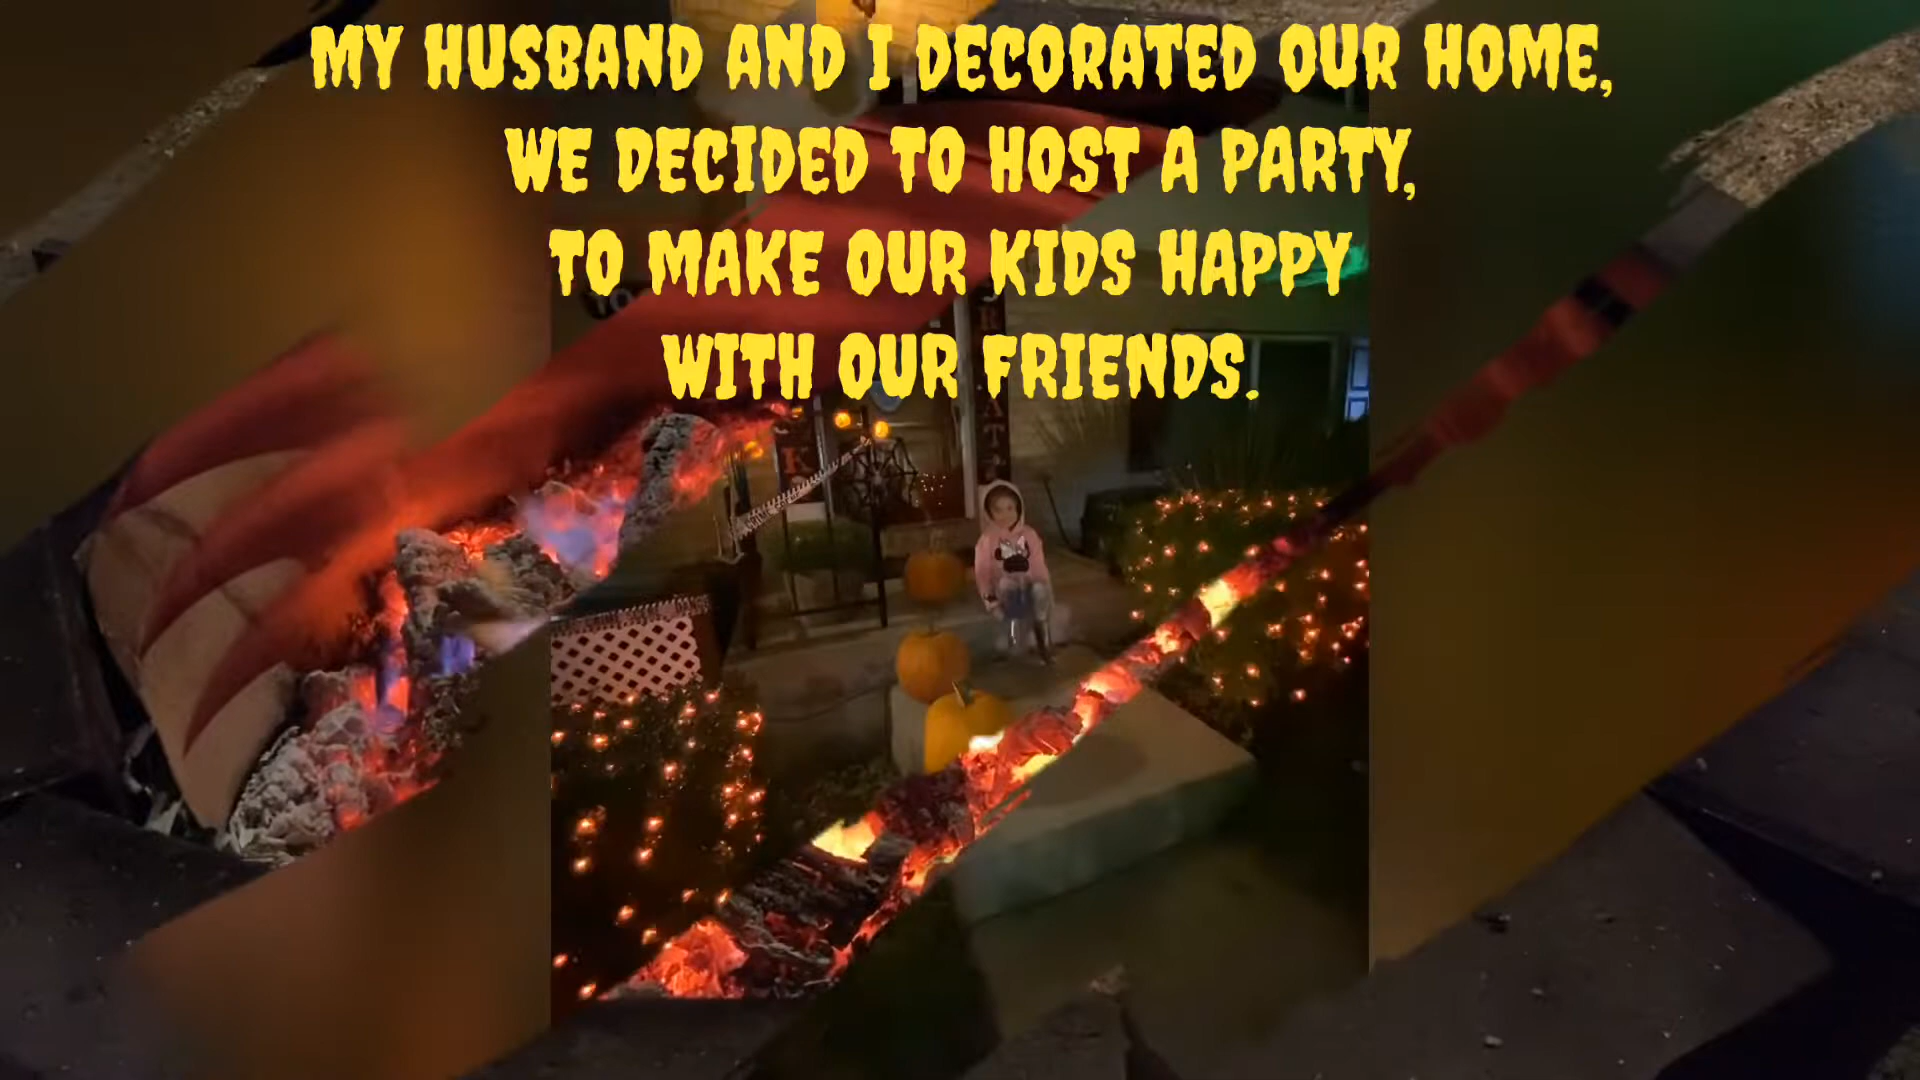 MY HUSBAND AND I DECORATED OUR HOME,
WE DECIDED TO HOST A PARTY,
TO MAKE OUR KIDS HAPPY
WITH OUR FRIENDS.